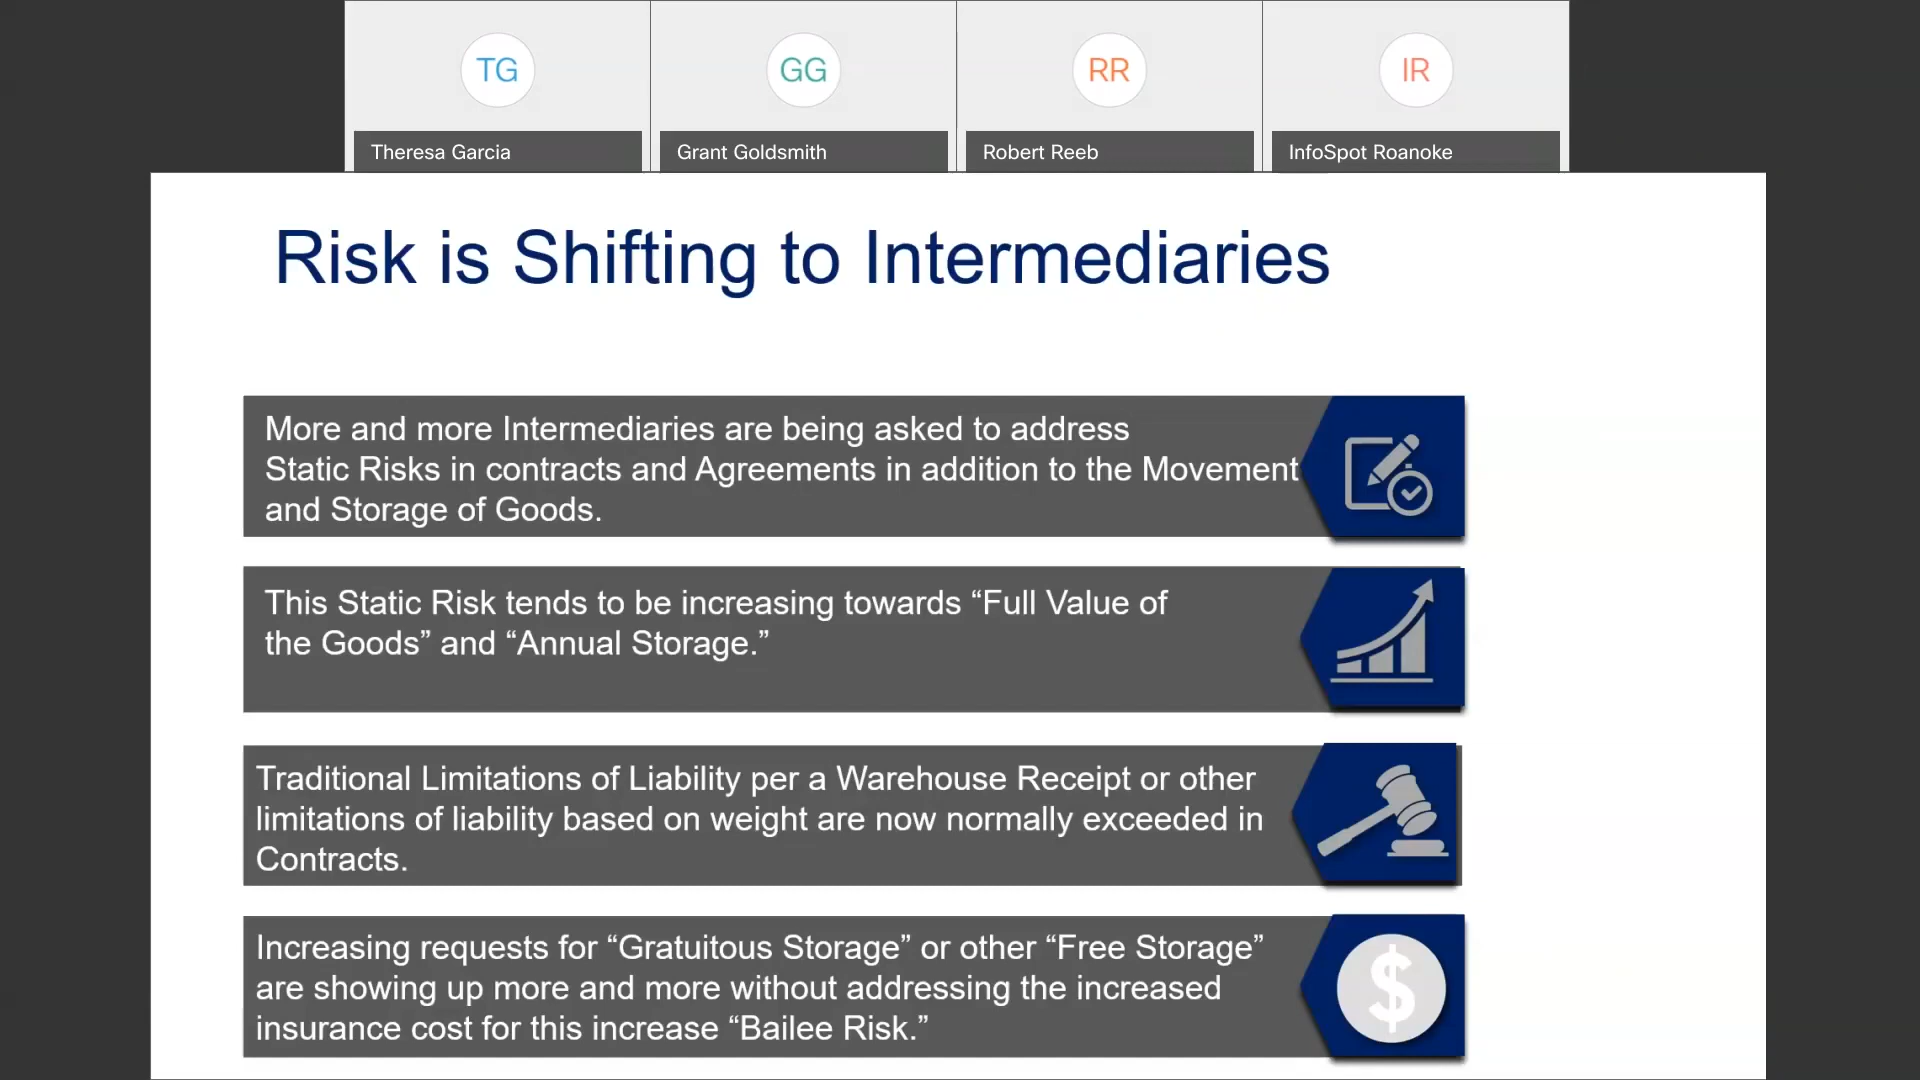 TG
GG
RR
IR
Theresa Garcia
Grant Goldsmith
Robert Reeb
InfoSpot Roanoke
Risk is Shifting to Intermediaries
More and more Intermediaries are being asked to address
Static Risks in contracts and Agreements in addition to the Movement
and Storage of Goods.
This Static Risk tends to be increasing towards “Full Value of
the Goods” and “Annual Storage.”
Traditional Limitations of Liability per a Warehouse Receipt or other
limitations of liability based on weight are now normally exceeded in
Contracts.
Increasing requests for “Gratuitous Storage” or other “Free Storage”
are showing up more and more without addressing the increased
insurance cost for this increase “Bailee Risk.”
$